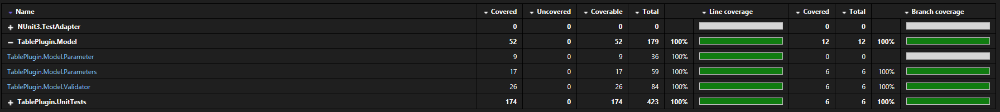 Name Covered Uncovered Coverable Total Line coverage Covered Total Branch coverage
NUnit3.TestAdapter 0 0 0 0 0 0
TablePlugin.Model 52 0 52 179 100% 12 12 100%
TablePlugin.Model.Parameter 9 0 9 36 100% 0 0
TablePlugin.Model.Parameters 17 0 17 59 100% 6 6 100%
TablePlugin.Model.Validator 26 0 26 84 100% 6 6 100%
TablePlugin.UnitTests 174 0 174 423 100% 6 6 100%